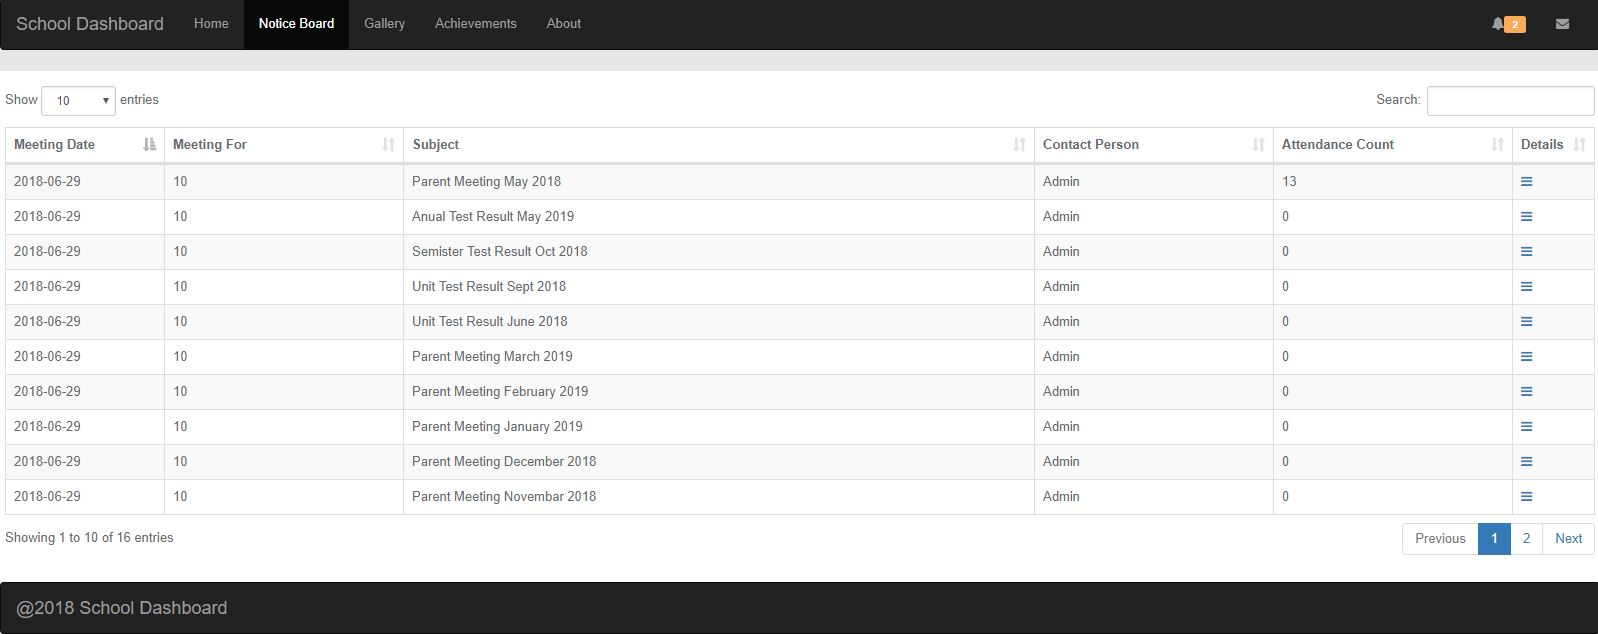 School Dashboard Home Notice Board Gallery Achievements About 2
Show 10 entries Search:
Meeting Date Meeting For Subject Contact Person Attendance Count Details
2018-06-29 10 Parent Meeting May 2018 Admin 13
2018-06-29 10 Anual Test Result May 2019 Admin 0
2018-06-29 10 Semister Test Result Oct 2018 Admin 0
2018-06-29 10 Unit Test Result Sept 2018 Admin 0
2018-06-29 10 Unit Test Result June 2018 Admin 0
2018-06-29 10 Parent Meeting March 2019 Admin 0
2018-06-29 10 Parent Meeting February 2019 Admin 0
2018-06-29 10 Parent Meeting January 2019 Admin 0
2018-06-29 10 Parent Meeting December 2018 Admin 0
2018-06-29 10 Parent Meeting Novembar 2018 Admin 0
Showing 1 to 10 of 16 entries Previous 1 2 Next
@2018 School Dashboard